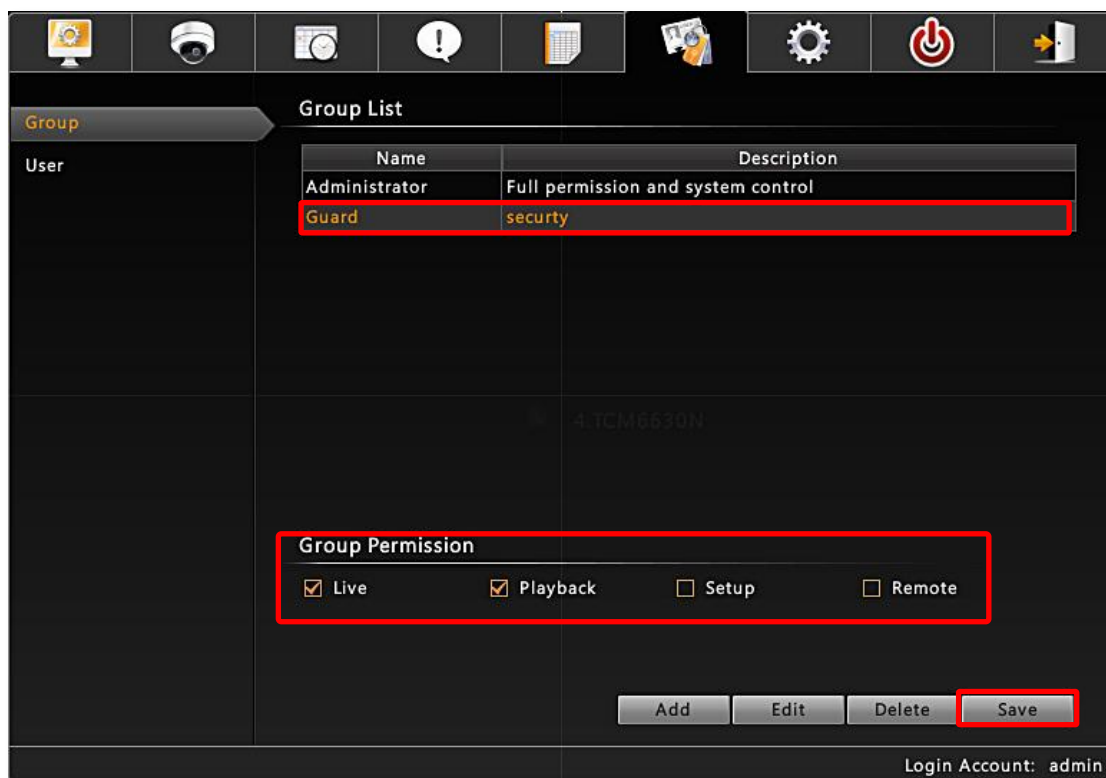 Group List
Group
User
Name Description
Administrator Full permission and system control
Guard securty
4.TCM6630N
Group Permission
Live Playback Setup Remote
Add Edit Delete Save
Login Account: admin